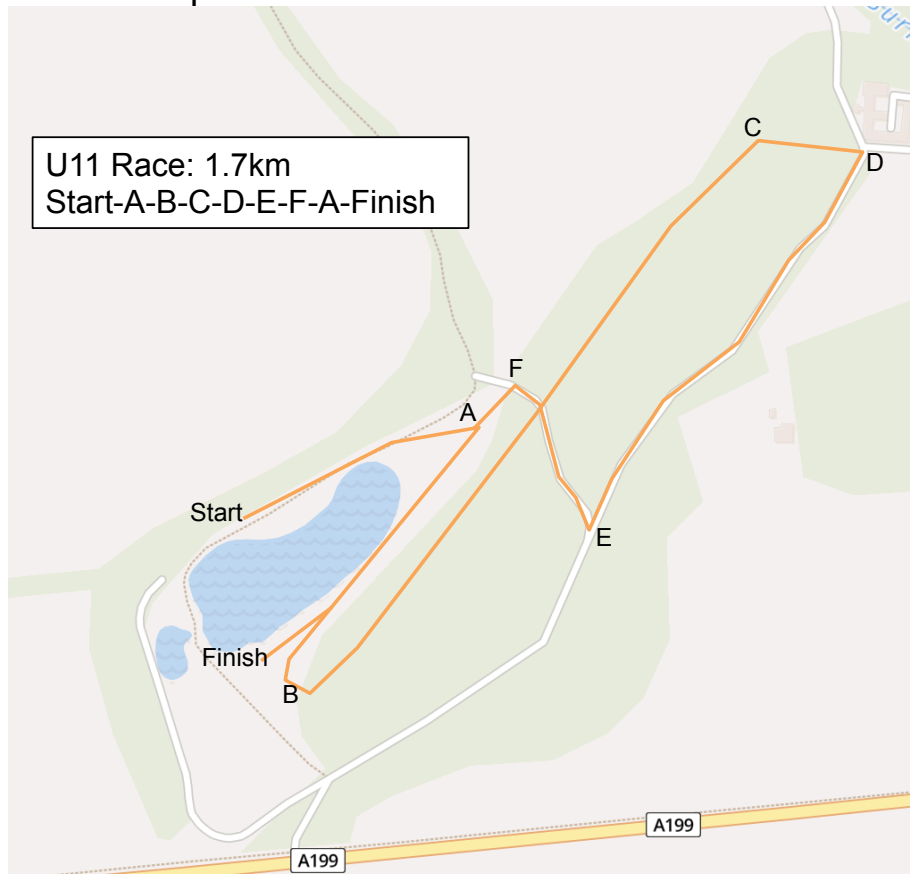 U11 Race: 1.7km
Start-A-B-C-D-E-F-A-Finish
C
D
F
A
Start
E
Finish
B
A199
A199